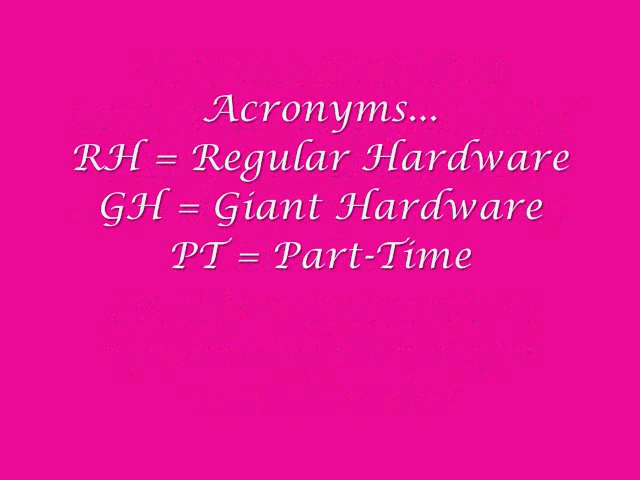 Acronyms...
RH = Regular Hardware
GH = Giant Hardware
PT = Part-Time